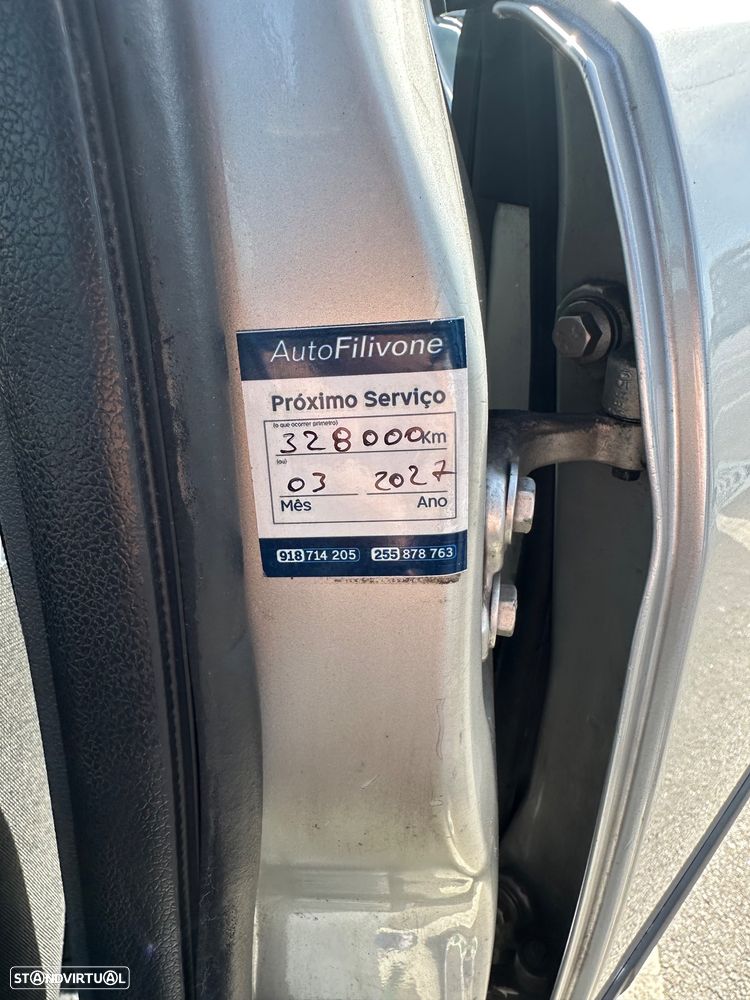 AutoFilivone
Próximo Serviço
(o que ocorrer primeiro)
328000Km
(ou)
03 2027
Mês Ano
918 714 205 255 878 763
STANDVIRTUAL